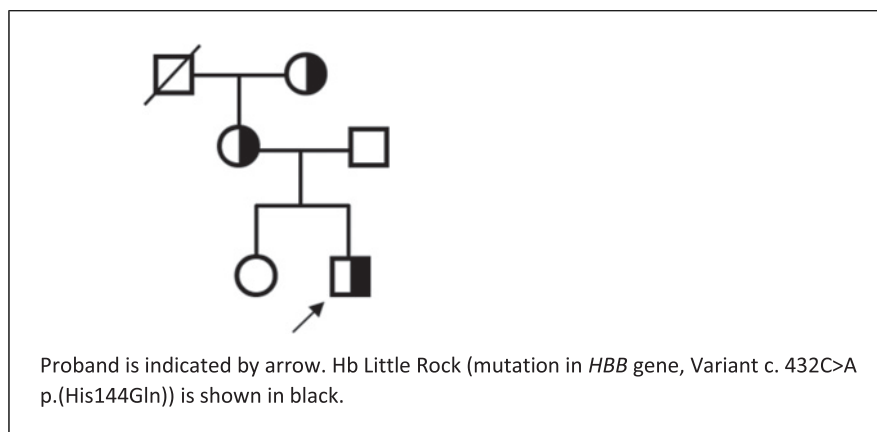 Proband is indicated by arrow. Hb Little Rock (mutation in HBB gene, Variant c. 432C>A
p.(His144Gln)) is shown in black.